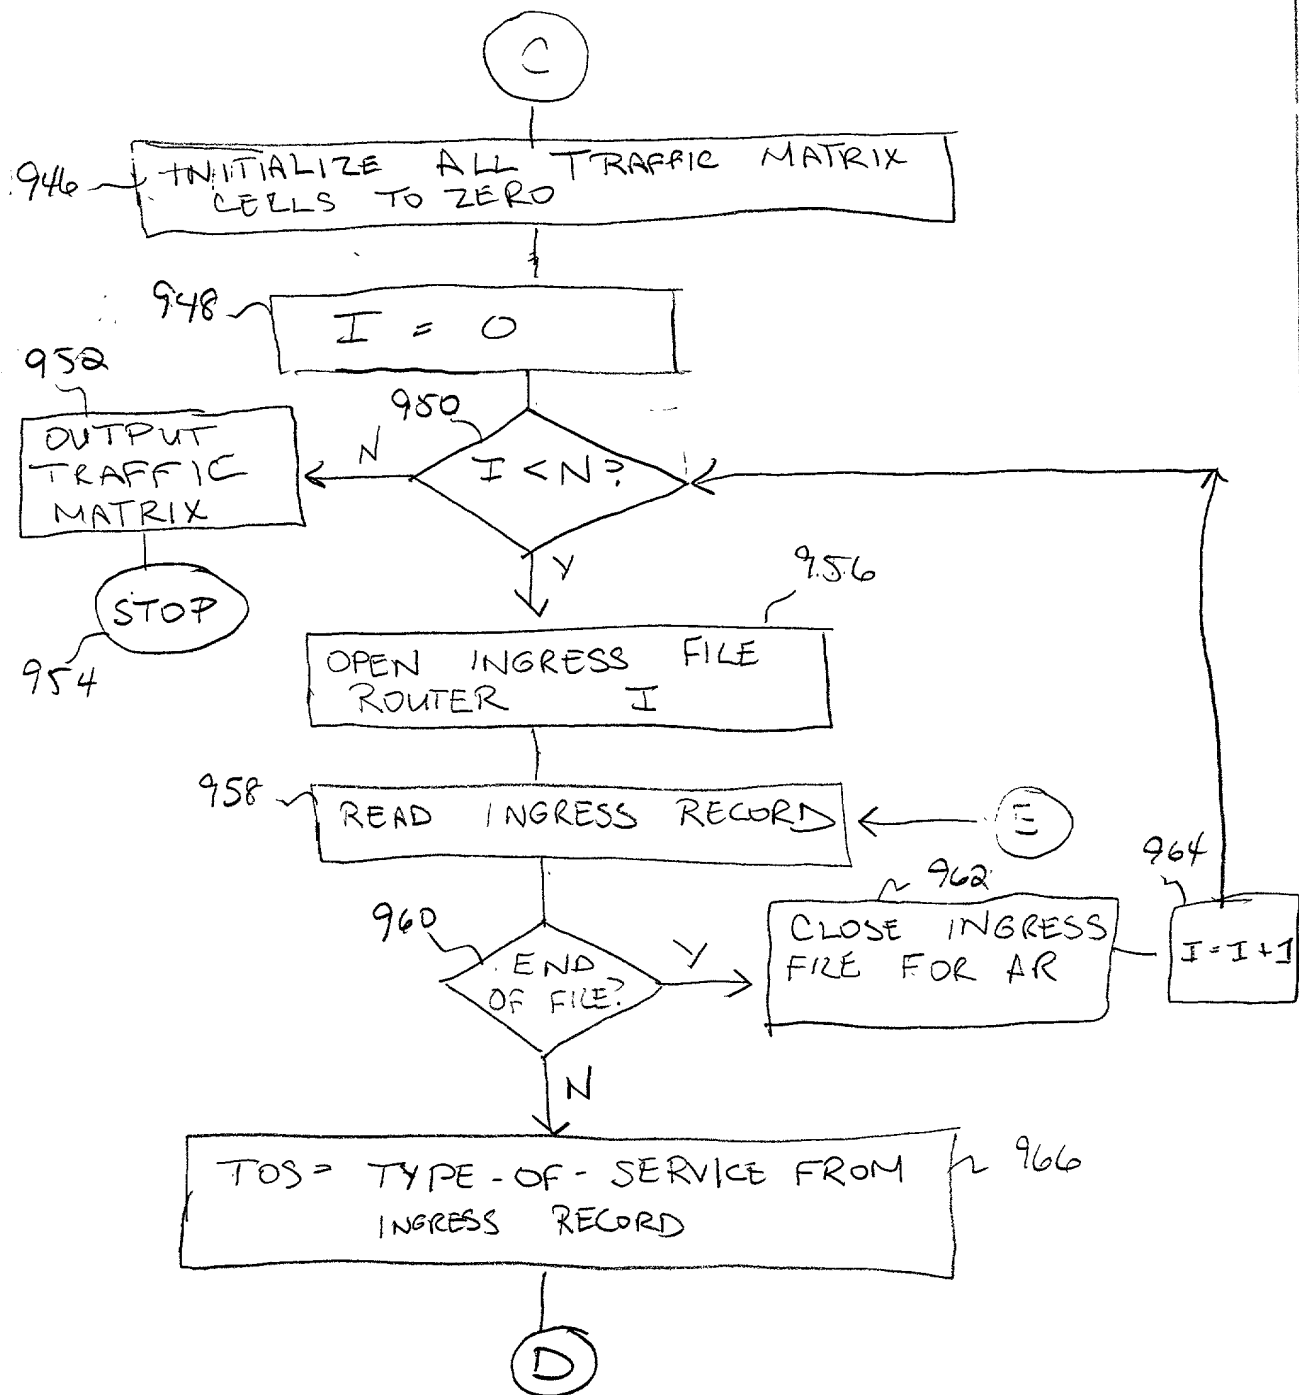 C
946
INITIALIZE ALL TRAFFIC MATRIX
CELLS TO ZERO
948
I = 0
952
OUTPUT
TRAFFIC
MATRIX
N
950
I < N?
STOP
954
Y
956
OPEN INGRESS FILE
ROUTER I
958
READ INGRESS RECORD
E
960
END
OF FILE?
Y
962
CLOSE INGRESS
FILE FOR AR
964
I = I + 1
N
TOS = TYPE-OF-SERVICE FROM
INGRESS RECORD
966
D